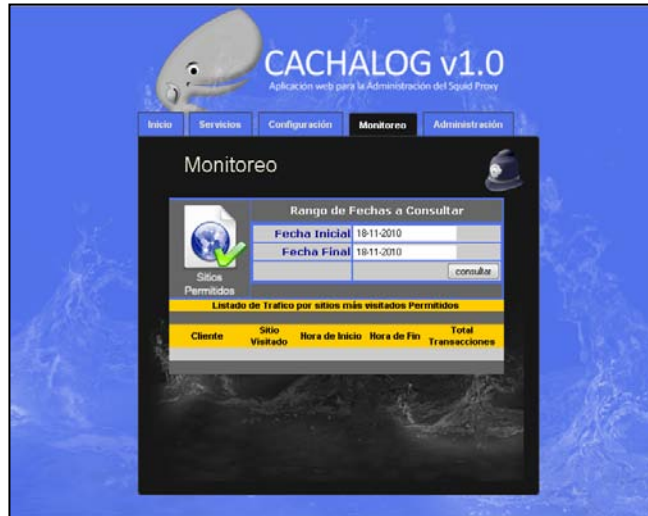 CACHALOG v1.0
Aplicación web para la Administración del Squid Proxy
Inicio Servicios Configuración Monitoreo Administración
Monitoreo
Rango de Fechas a Consultar
Fecha Inicial 18-11-2010
Fecha Final 18-11-2010
consultar
Sitios
Permitidos
Listado de Trafico por sitios más visitados Permitidos
Cliente Sitio Visitado Hora de Inicio Hora de Fin Total Transacciones